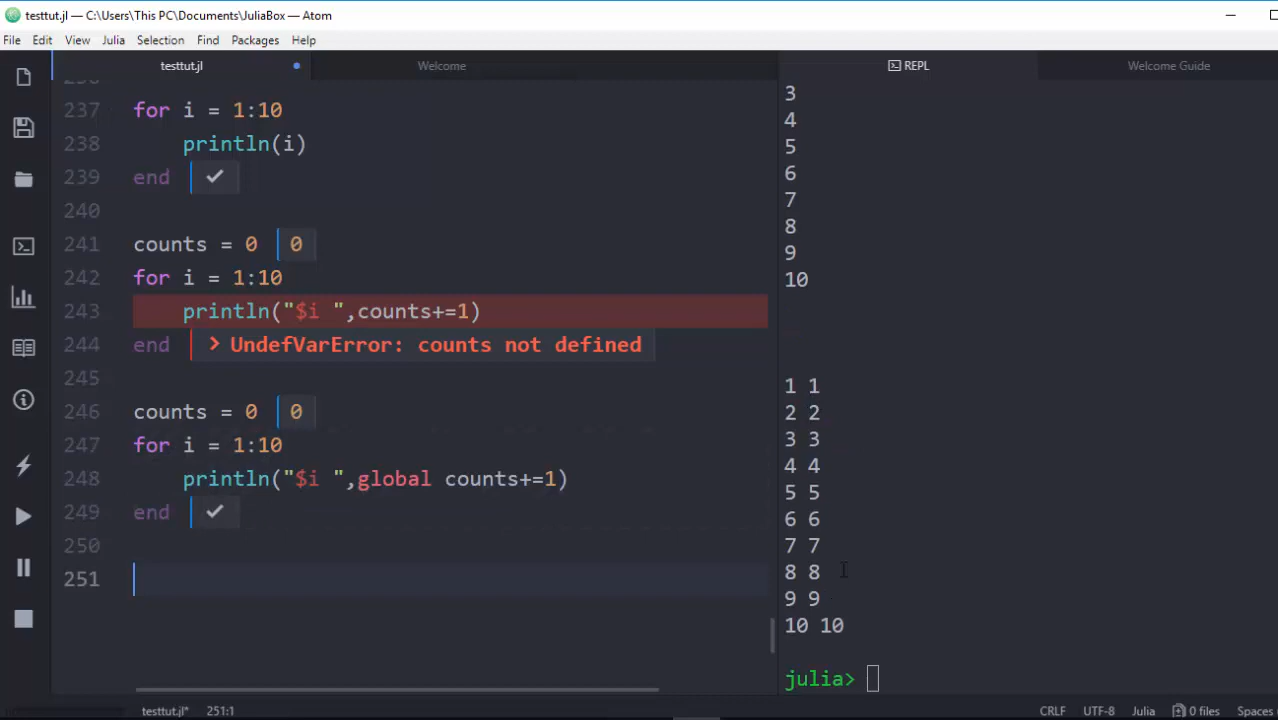 testtut.jl — C:\Users\This PC\Documents\JuliaBox — Atom
File Edit View Julia Selection Find Packages Help
testtut.jl Welcome REPL Welcome Guide
237 for i = 1:10
238 println(i)
239 end ✓
240
241 counts = 0 0
242 for i = 1:10
243 println("$i ",counts+=1)
244 end > UndefVarError: counts not defined
245
246 counts = 0 0
247 for i = 1:10
248 println("$i ",global counts+=1)
249 end ✓
250
251
3
4
5
6
7
8
9
10
1 1
2 2
3 3
4 4
5 5
6 6
7 7
8 8
9 9
10 10
julia>
testtut.jl* 251:1 CRLF UTF-8 Julia 0 files Spaces